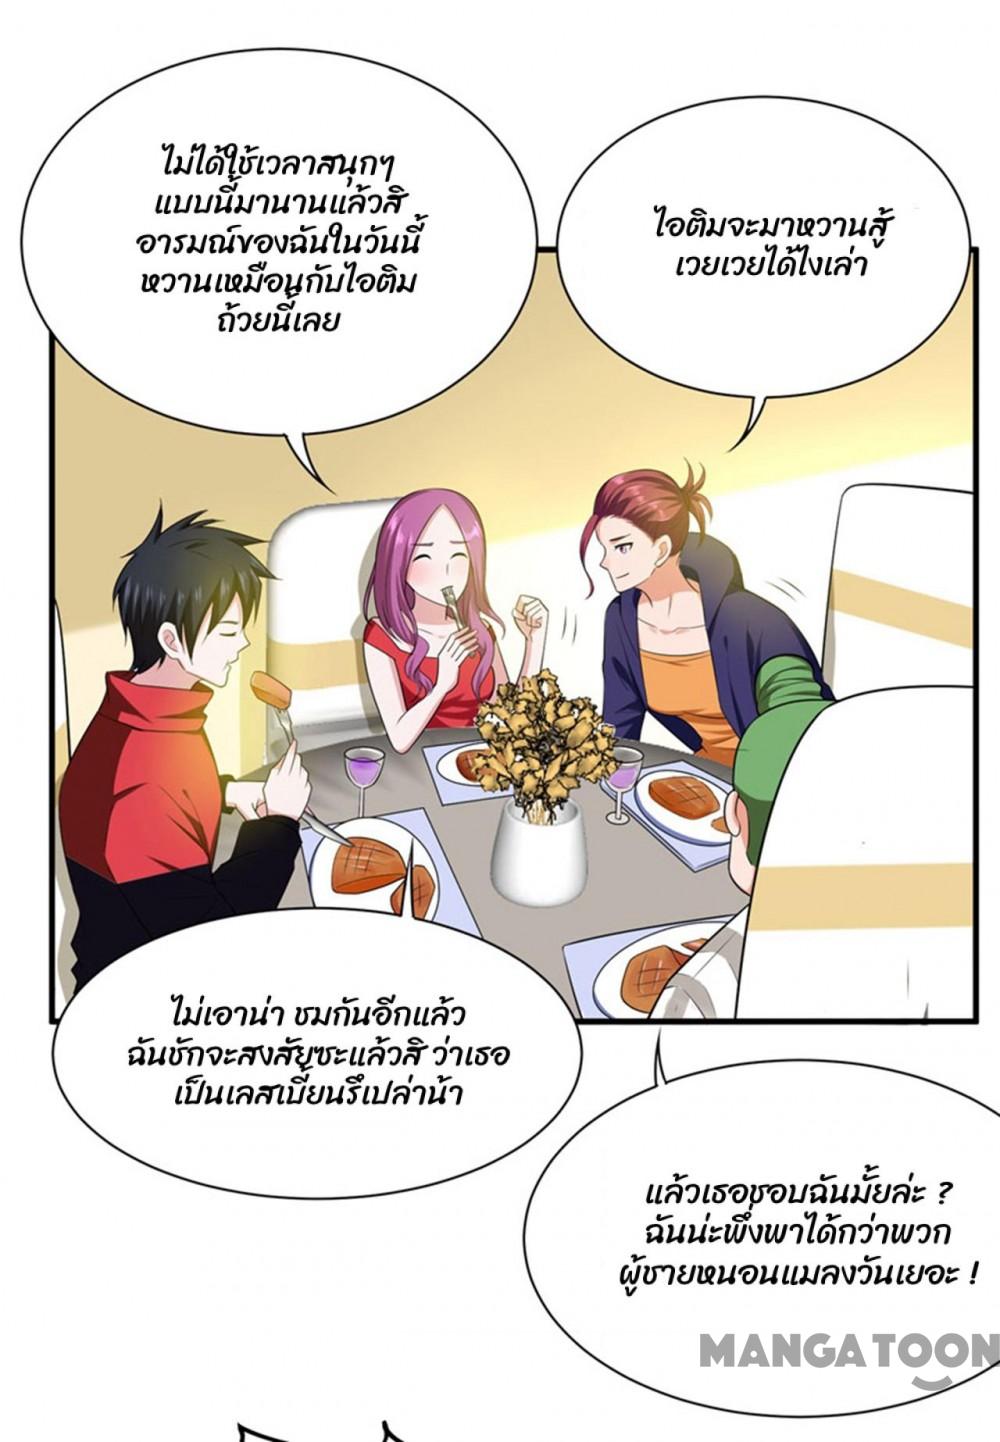 ไม่ได้ใช้เวลาสนุกๆ
แบบนี้มานานแล้วสิ
อารมณ์ของฉันในวันนี้
หวานเหมือนกับไอติม
ถ้วยนี้เลย
ไอติมจะมาหวานสู้
เวยเวยได้ไงเล่า
ไม่เอาน่า ชมกันอีกแล้ว
ฉันชักจะสงสัยซะแล้วสิ ว่าเธอ
เป็นเลสเบี้ยนรึเปล่าน้า
แล้วเธอชอบฉันมั้ยล่ะ ?
ฉันน่ะพึ่งพาได้กว่าพวก
ผู้ชายหนอนแมลงวันเยอะ !
MANGATOON